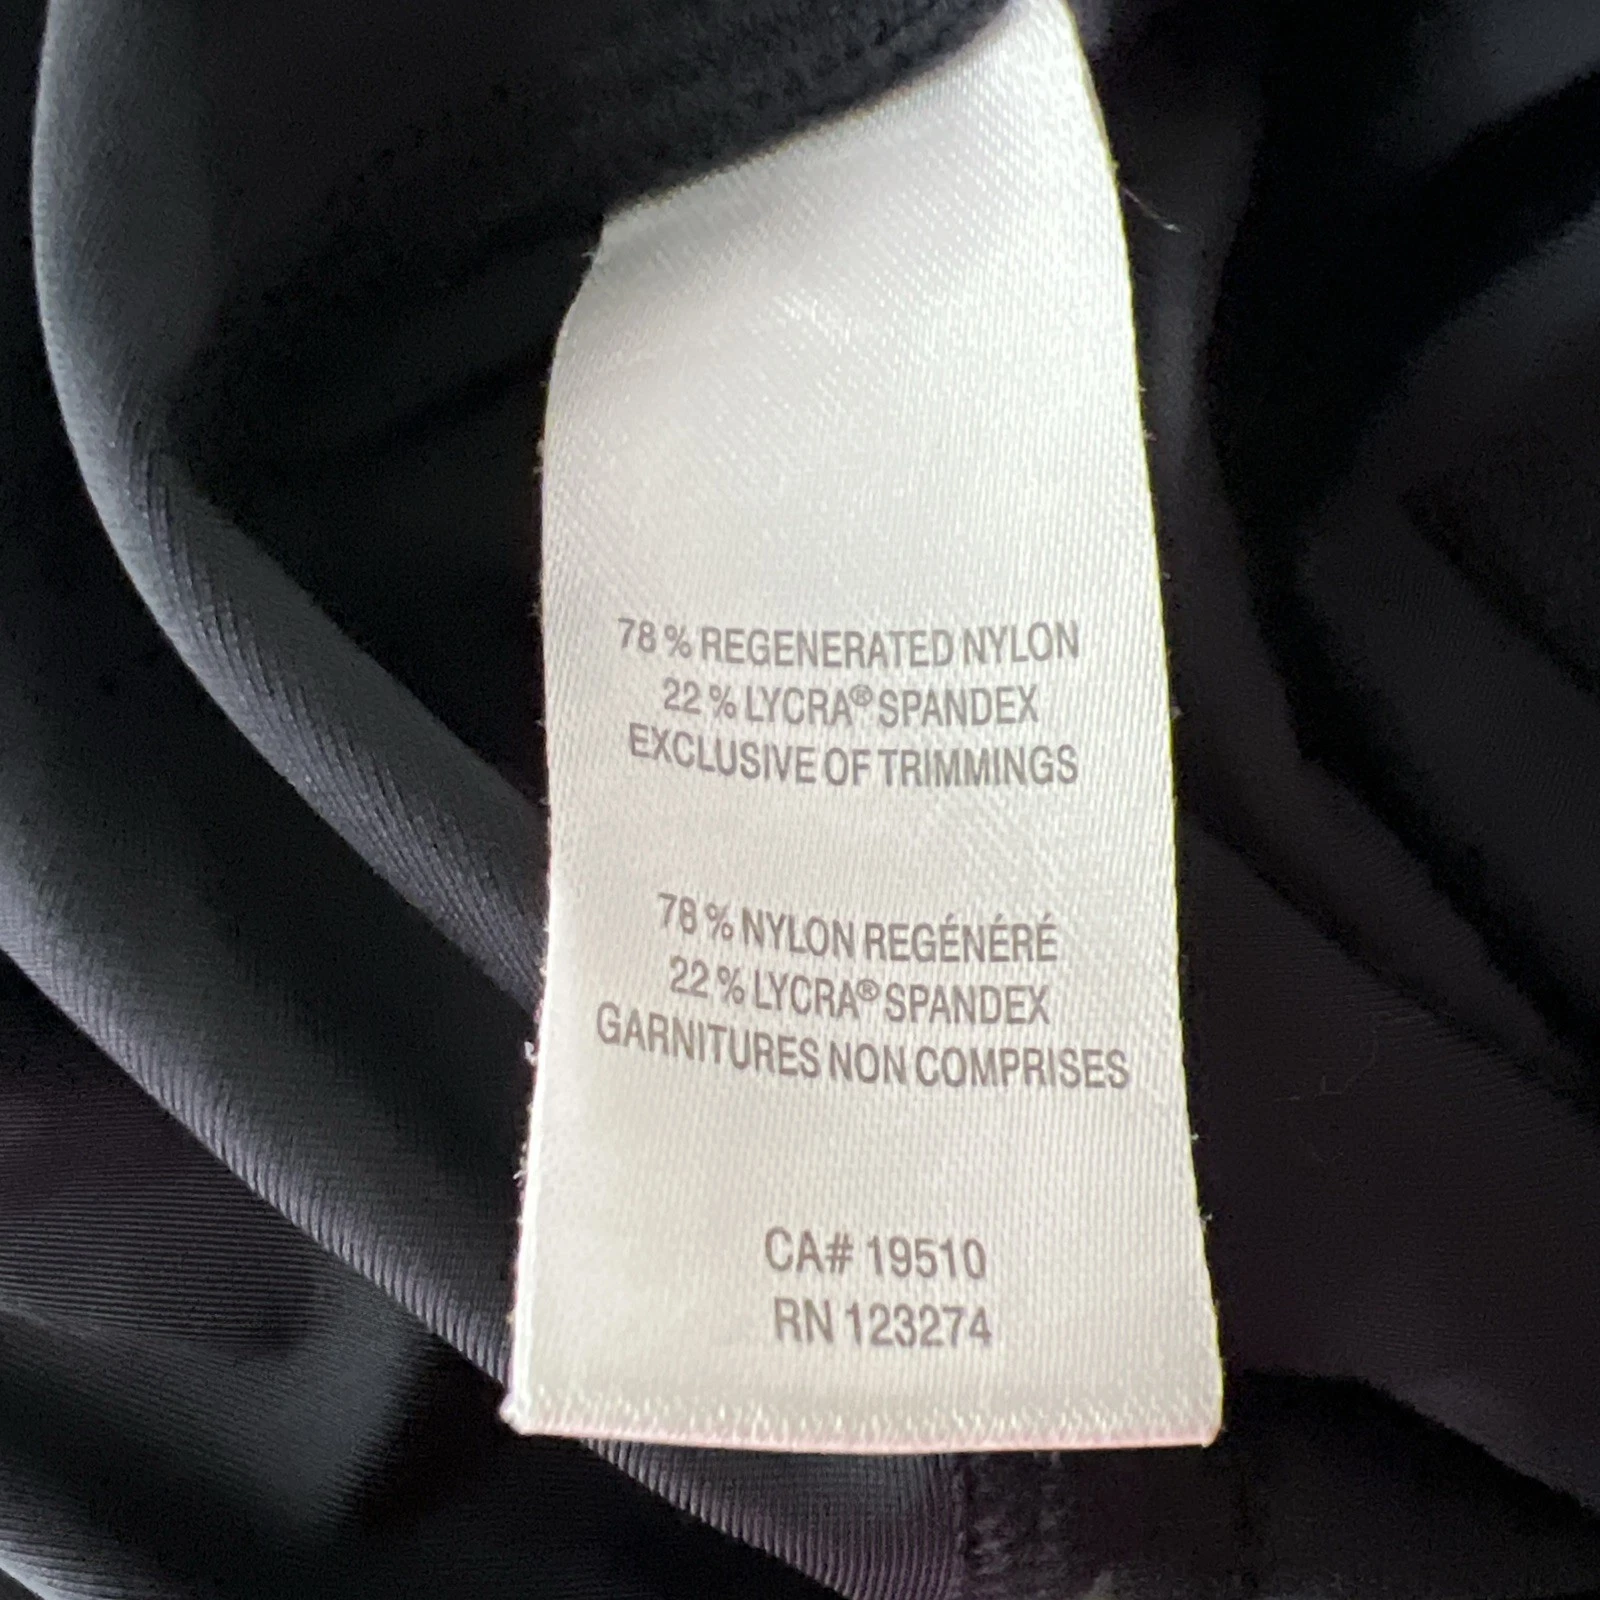 78 % REGENERATED NYLON
22 % LYCRA® SPANDEX
EXCLUSIVE OF TRIMMINGS
78 % NYLON REGÉNÉRÉ
22 % LYCRA® SPANDEX
GARNITURES NON COMPRISES
CA# 19510
RN 123274